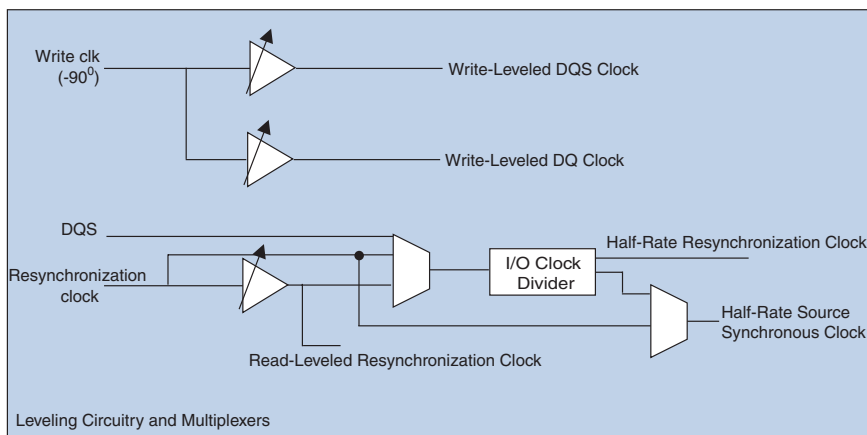 Write clk
(-90⁰)
Write-Leveled DQS Clock
Write-Leveled DQ Clock
DQS
Resynchronization
clock
I/O Clock
Divider
Half-Rate Resynchronization Clock
Half-Rate Source
Synchronous Clock
Read-Leveled Resynchronization Clock
Leveling Circuitry and Multiplexers